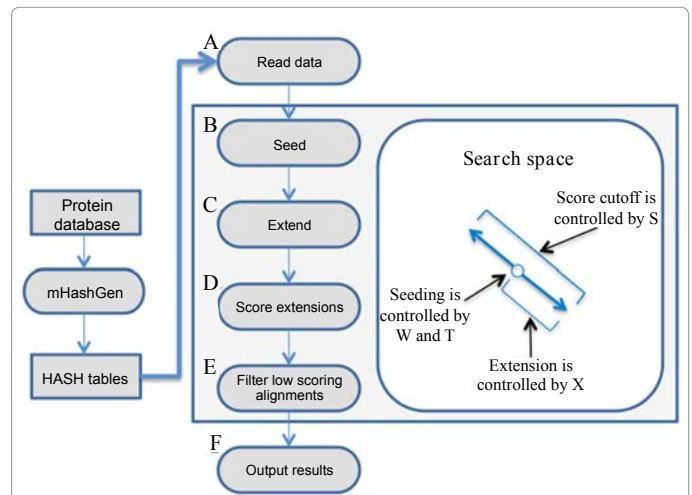 A
Read data
B
Seed
C
Extend
D
Score extensions
E
Filter low scoring
alignments
F
Output results
Protein
database
mHashGen
HASH tables
Search space
Score cutoff is
controlled by S
Seeding is
controlled by
W and T
Extension is
controlled by X